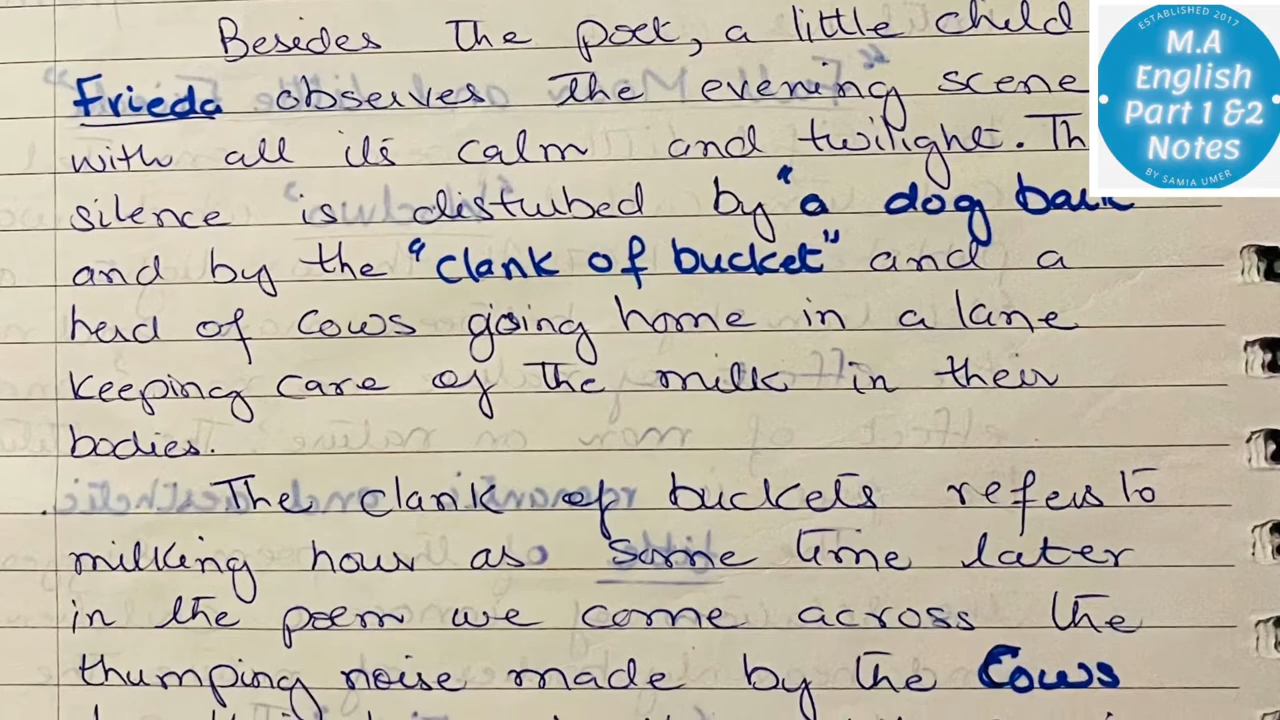 Besides the poet, a little child
Frieda observes the evening scene
with all its calm and twilight. Th
silence is disturbed by "a dog bark
and by the "clank of bucket" and a
herd of cows going home in a lane
keeping care of the milk in their
bodies.
The clank of buckets refers to
milking hour as some time later
in the poem we come across the
thumping noise made by the Cows
ESTABLISHED 2017
M.A
English
Part 1 &2
Notes
BY SAMIA UMER